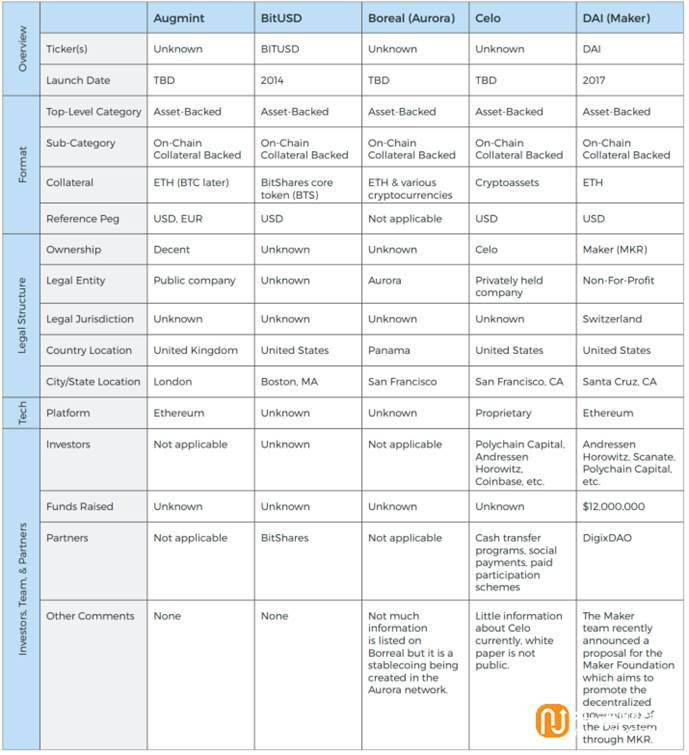 Augmint BitUSD Boreal (Aurora) Celo DAI (Maker)
Overview
Ticker(s) Unknown BITUSD Unknown Unknown DAI
Launch Date TBD 2014 TBD TBD 2017
Format
Top-Level Category Asset-Backed Asset-Backed Asset-Backed Asset-Backed Asset-Backed
Sub-Category On-Chain On-Chain On-Chain On-Chain On-Chain
Collateral Backed Collateral Backed Collateral Backed Collateral Backed Collateral Backed
Collateral ETH (BTC later) BitShares core ETH & various Cryptoassets ETH
token (BTS) cryptocurrencies
Reference Peg USD, EUR USD Not applicable USD USD
Legal Structure
Ownership Decent Unknown Unknown Celo Maker (MKR)
Legal Entity Public company Unknown Aurora Privately held Non-For-Profit
company
Legal Jurisdiction Unknown Unknown Unknown Unknown Switzerland
Country Location United Kingdom United States Panama United States United States
City/State Location London Boston, MA San Francisco San Francisco, CA Santa Cruz, CA
Tech
Platform Ethereum Unknown Unknown Proprietary Ethereum
Investors, Team, & Partners
Investors Not applicable Unknown Not applicable Polychain Capital, Andressen
Andressen Horowitz, Scanate,
Horowitz, Polychain Capital,
Coinbase, etc. etc.
Funds Raised Unknown Unknown Unknown Unknown $12,000,000
Partners Not applicable BitShares Not applicable Cash transfer DigixDAO
programs, social
payments, paid
participation
schemes
Other Comments None None Not much Little information The Maker
information about Celo team recently
is listed on currently, white announced a
Borreal but it is a paper is not proposal for the
stablecoing being public. Maker Foundation
created in the which aims to
Aurora network. promote the
decentralized
governance of
the Dai system
through MKR.